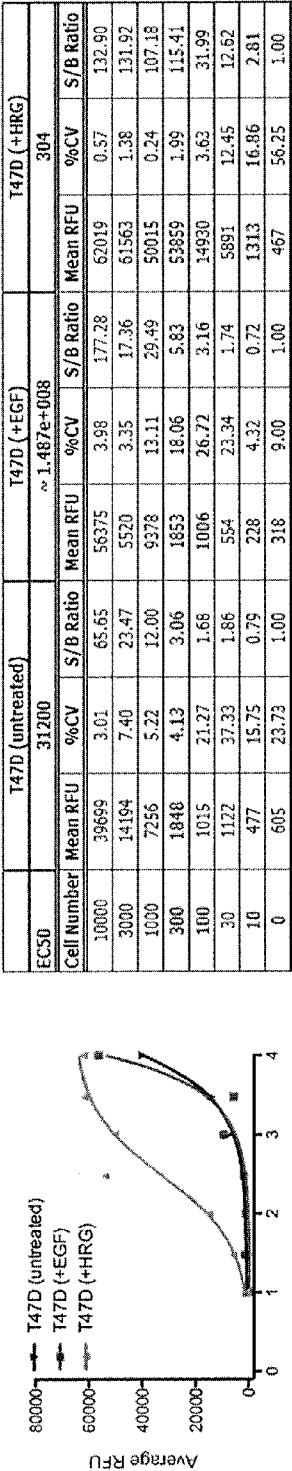 80000
60000
40000
20000
0
Average RFU
0 1 2 3 4
T47D (untreated)
T47D (+EGF)
T47D (+HRG)
T47D (untreated) T47D (+EGF) T47D (+HRG)
EC50 31200 ~ 1.487e+008 304
Cell Number Mean RFU %CV S/B Ratio Mean RFU %CV S/B Ratio Mean RFU %CV S/B Ratio
10000 39699 3.01 65.65 56375 3.98 177.28 62019 0.57 132.90
3000 14194 7.40 23.47 5520 3.35 17.36 61563 1.38 131.92
1000 7256 5.22 12.00 9378 13.11 29.49 50015 0.24 107.18
300 1848 4.13 3.06 1853 18.06 5.83 53859 1.99 115.41
100 1015 21.27 1.68 1006 26.72 3.16 14930 3.63 31.99
30 1122 37.33 1.86 554 23.34 1.74 5891 12.45 12.62
10 477 15.75 0.79 228 4.32 0.72 1313 16.86 2.81
0 605 23.73 1.00 318 9.00 1.00 467 56.25 1.00